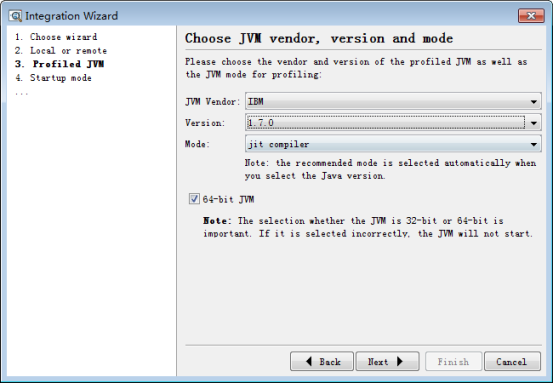 Integration Wizard
1. Choose wizard
2. Local or remote
3. Profiled JVM
4. Startup mode
...
Choose JVM vendor, version and mode
Please choose the vendor and version of the profiled JVM as well as
the JVM mode for profiling:
JVM Vendor: IBM
Version: 1.7.0
Mode: jit compiler
Note: the recommended mode is selected automatically when
you select the Java version.
64-bit JVM
Note: The selection whether the JVM is 32-bit or 64-bit is
important. If it is selected incorrectly, the JVM will not start.
Back Next Finish Cancel